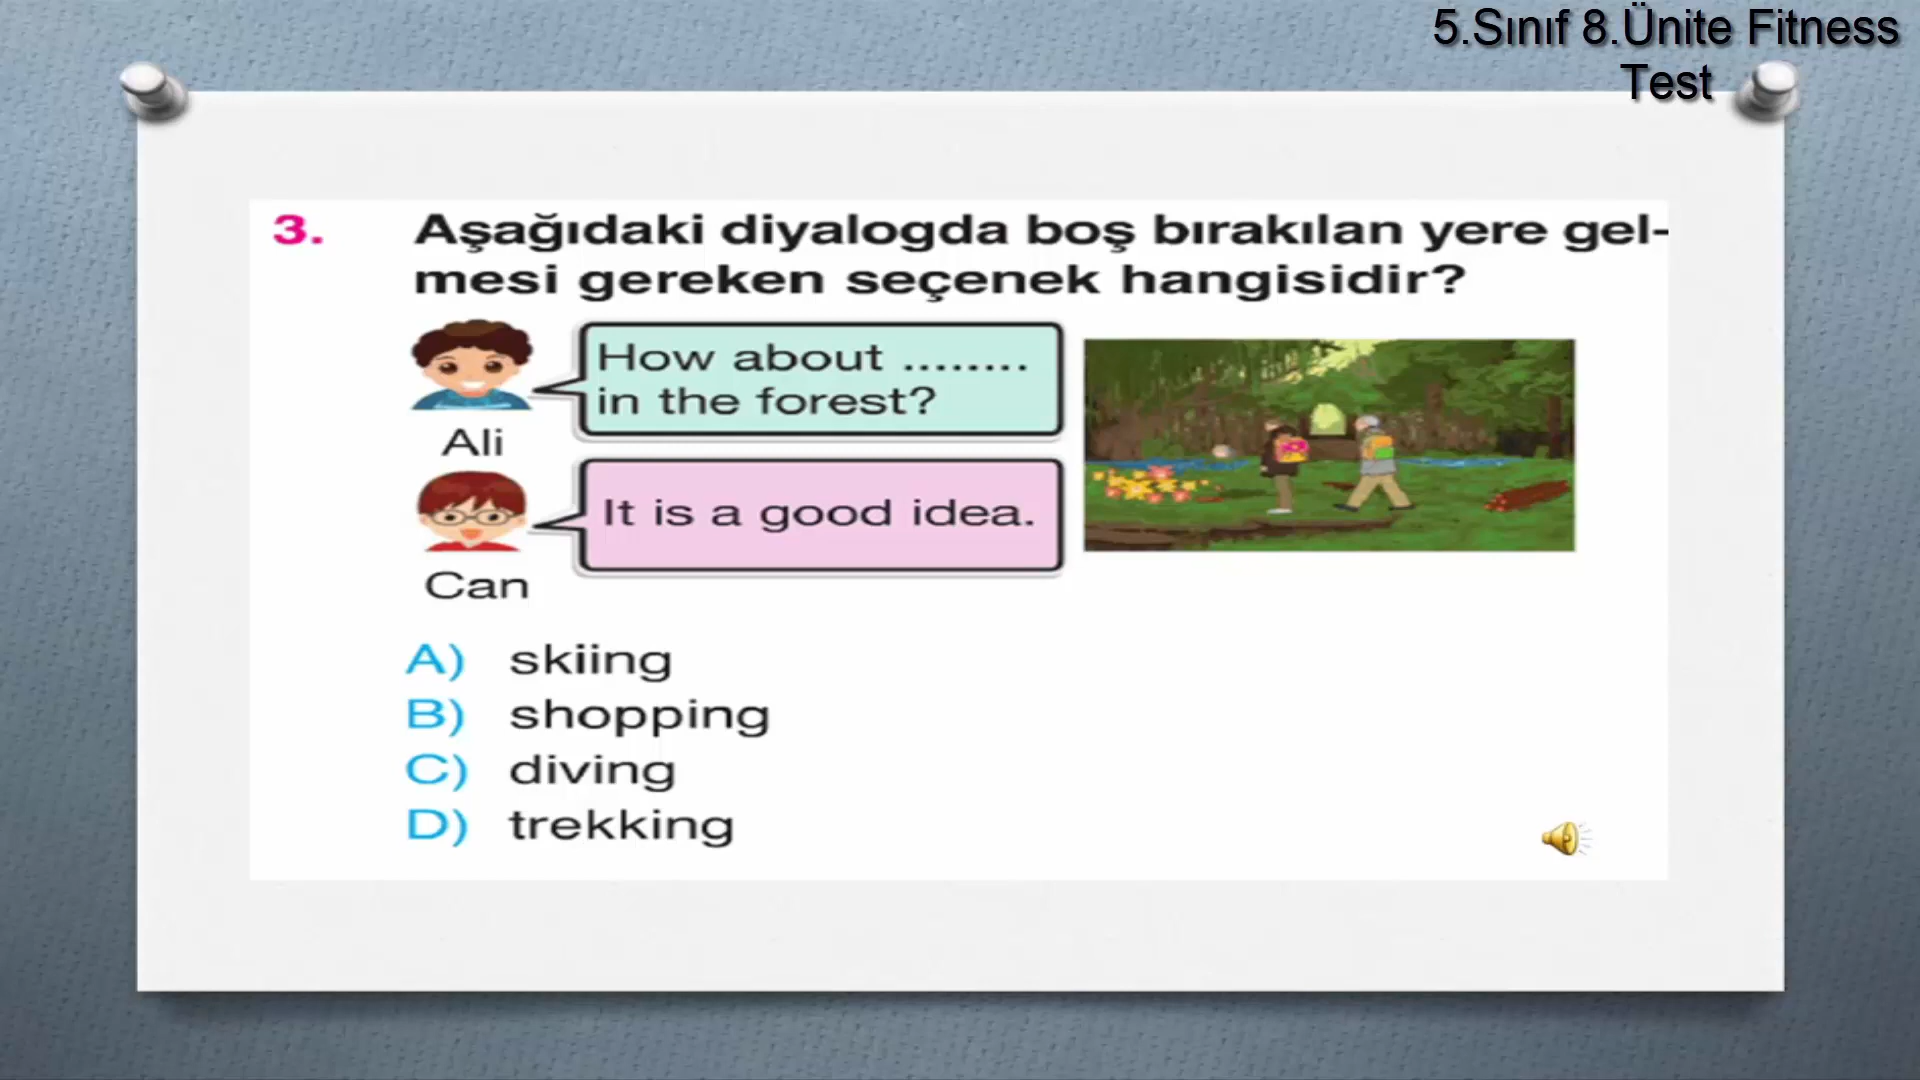 5.Sınıf 8.Ünite Fitness
Test
3. Aşağıdaki diyalogda boş bırakılan yere gel-
mesi gereken seçenek hangisidir?
How about ........
in the forest?
Ali
It is a good idea.
Can
A) skiing
B) shopping
C) diving
D) trekking